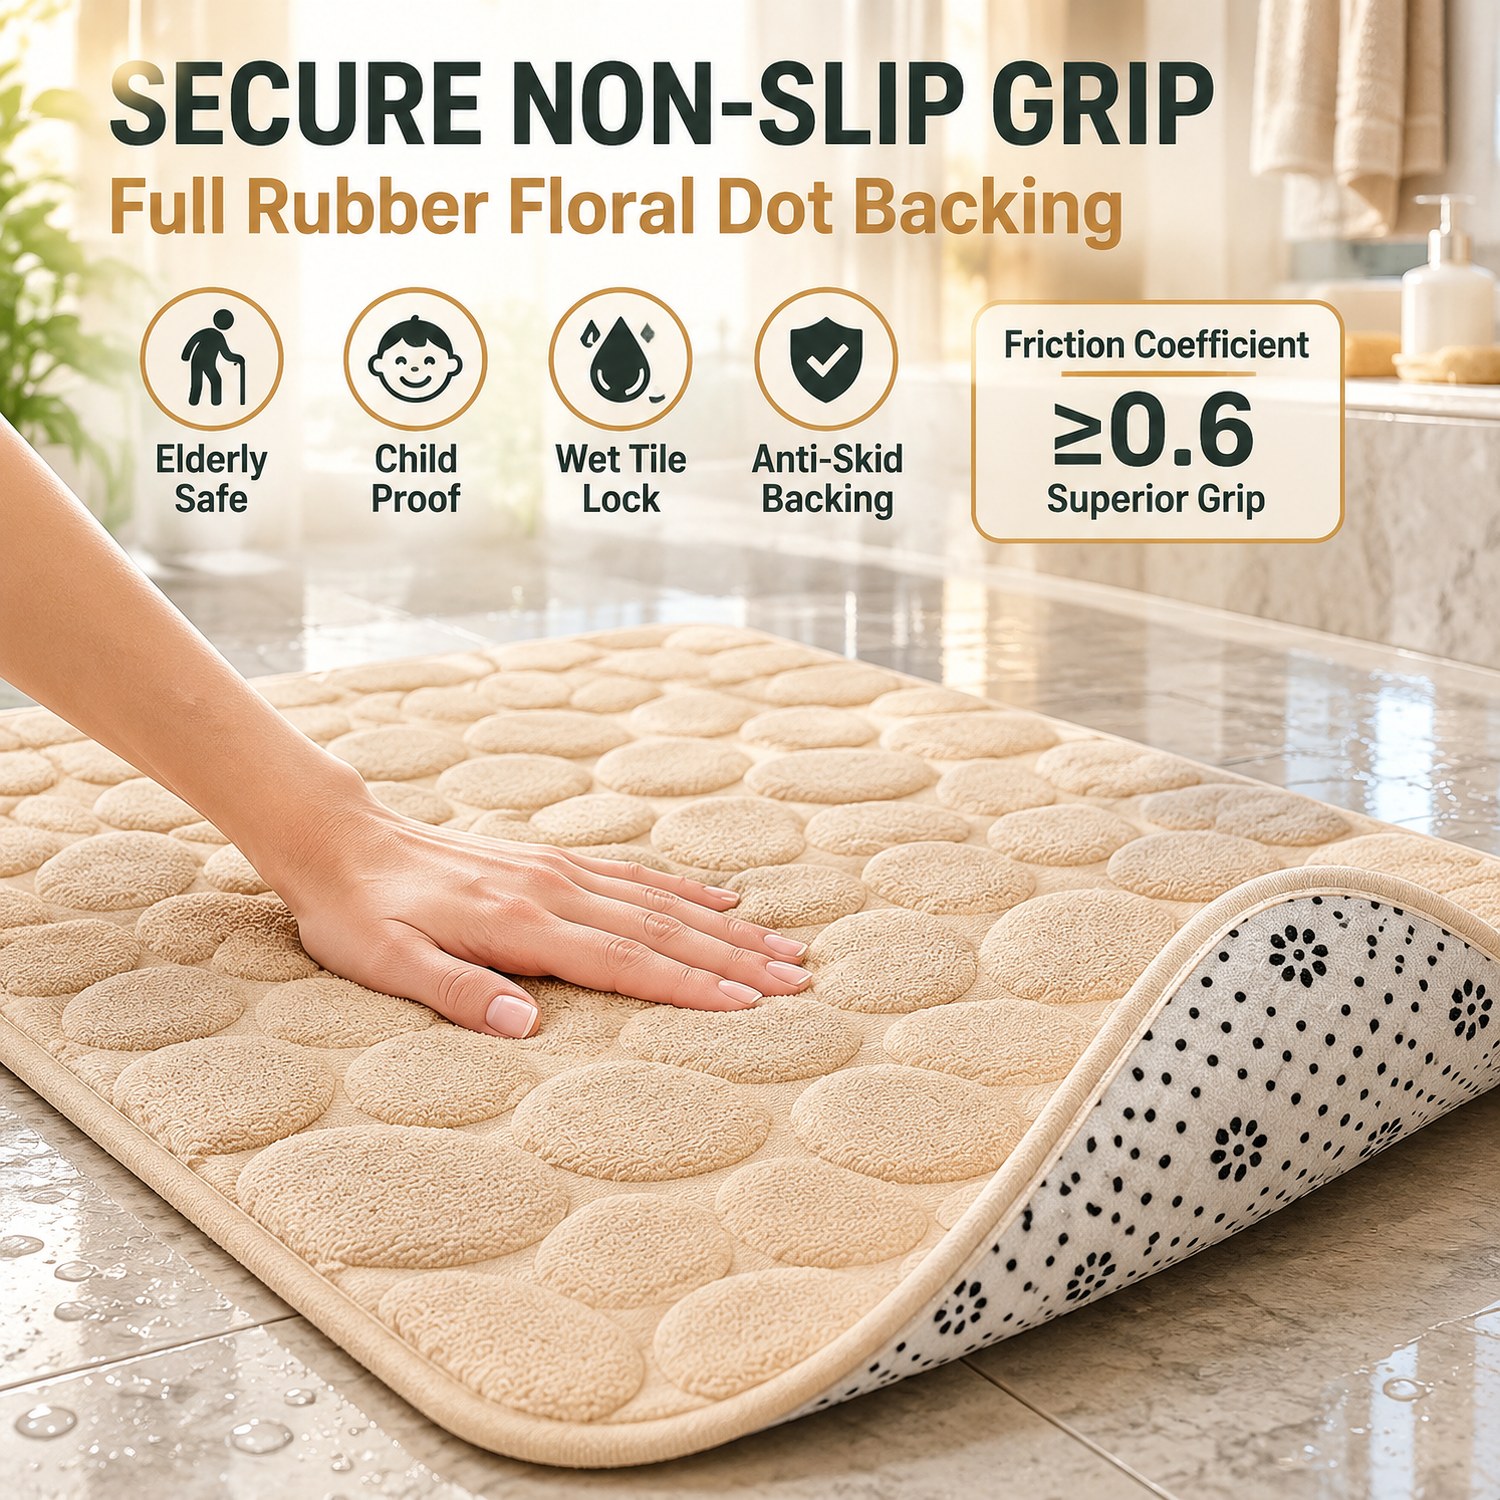 SECURE NON-SLIP GRIP
Full Rubber Floral Dot Backing
Elderly
Safe
Child
Proof
Wet Tile
Lock
Anti-Skid
Backing
Friction Coefficient
≥0.6
Superior Grip